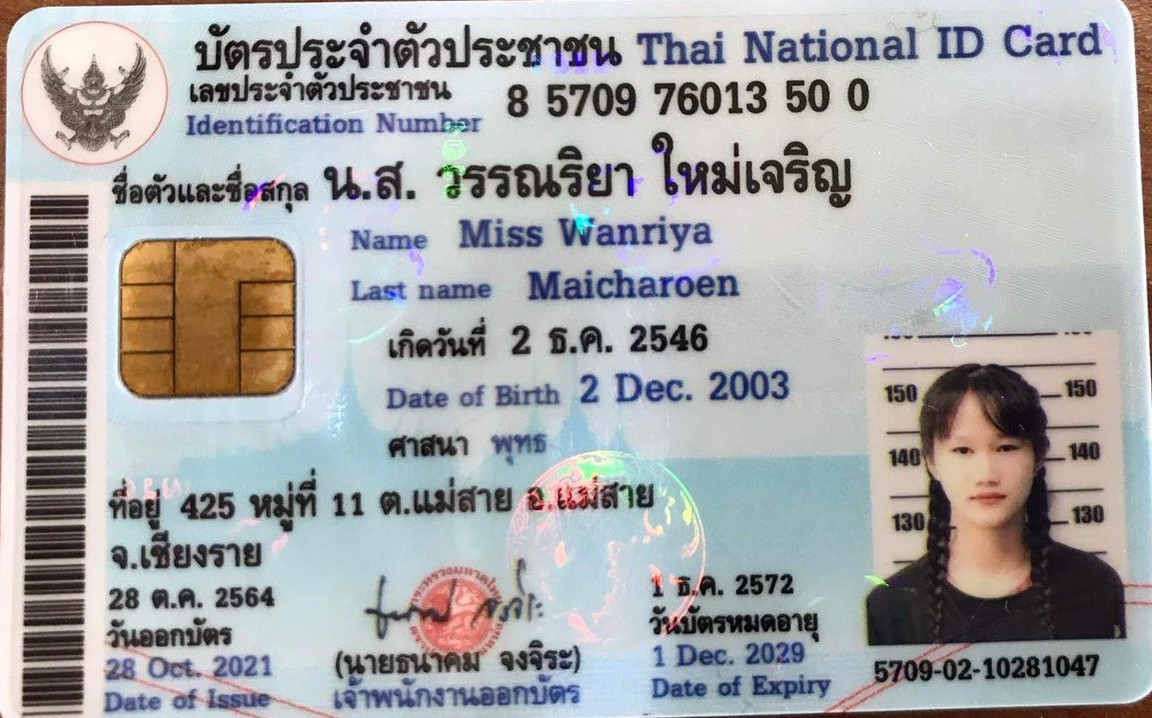 บัตรประจำตัวประชาชน Thai National ID Card
เลขประจำตัวประชาชน 8 5709 76013 50 0
Identification Number
ชื่อตัวและชื่อสกุล น.ส. วรรณริยา ใหม่เจริญ
Name Miss Wanriya
Last name Maicharoen
เกิดวันที่ 2 ธ.ค. 2546
Date of Birth 2 Dec. 2003
ศาสนา พุทธ
ที่อยู่ 425 หมู่ที่ 11 ต.แม่สาย อ.แม่สาย
จ.เชียงราย
28 ต.ค. 2564
วันออกบัตร
28 Oct. 2021
Date of Issue
(นายธนาคม จงจิระ)
เจ้าพนักงานออกบัตร
1 ธ.ค. 2572
วันบัตรหมดอายุ
1 Dec. 2029
Date of Expiry
150 150
140 140
130 130
5709-02-10281047